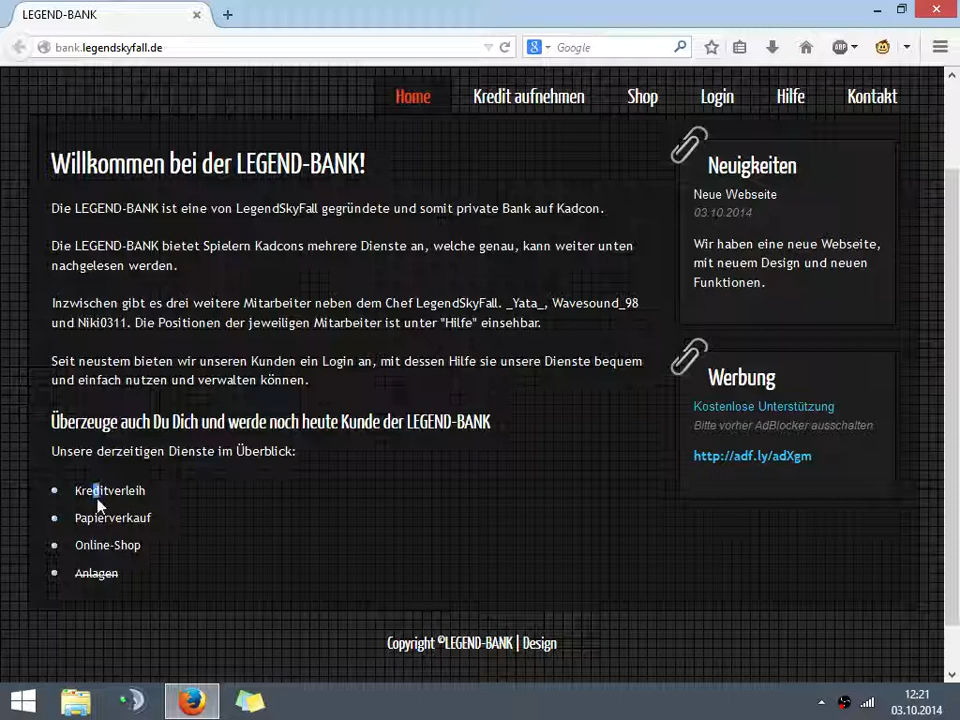 LEGEND-BANK
bank.legendskyfall.de
Google
ABP
Home Kredit aufnehmen Shop Login Hilfe Kontakt
Willkommen bei der LEGEND-BANK!
Die LEGEND-BANK ist eine von LegendSkyFall gegründete und somit private Bank auf Kadcon.
Die LEGEND-BANK bietet Spielern Kadcons mehrere Dienste an, welche genau, kann weiter unten
nachgelesen werden.
Inzwischen gibt es drei weitere Mitarbeiter neben dem Chef LegendSkyFall. _Yata_, Wavesound_98
und Niki0311. Die Positionen der jeweiligen Mitarbeiter ist unter "Hilfe" einsehbar.
Seit neustem bieten wir unseren Kunden ein Login an, mit dessen Hilfe sie unsere Dienste bequem
und einfach nutzen und verwalten können.
Überzeuge auch Du Dich und werde noch heute Kunde der LEGEND-BANK
Unsere derzeitigen Dienste im Überblick:
Kreditverleih
Papierverkauf
Online-Shop
Anlagen
Neuigkeiten
Neue Webseite
03.10.2014
Wir haben eine neue Webseite,
mit neuem Design und neuen
Funktionen.
Werbung
Kostenlose Unterstützung
Bitte vorher AdBlocker ausschalten
http://adf.ly/adXgm
Copyright ©LEGEND-BANK | Design
12:21
03.10.2014